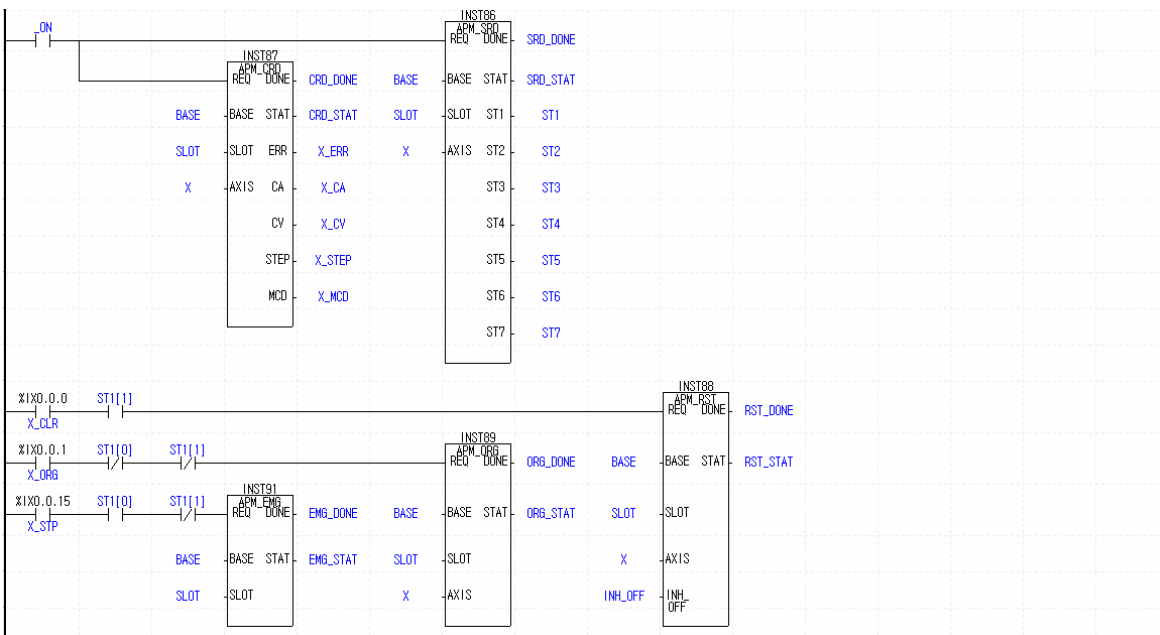 INST86
_ON APM_SRD
REQ DONE SRD_DONE
INST87
APM_CRD
REQ DONE CRD_DONE BASE BASE STAT SRD_STAT
BASE BASE STAT CRD_STAT SLOT SLOT ST1 ST1
SLOT SLOT ERR X_ERR X AXIS ST2 ST2
X AXIS CA X_CA ST3 ST3
CV X_CV ST4 ST4
STEP X_STEP ST5 ST5
MCD X_MCD ST6 ST6
ST7 ST7
INST88
%IX0.0.0 ST1[1] APM_RST
REQ DONE RST_DONE
X_CLR
INST89
%IX0.0.1 ST1[0] ST1[1] APM_ORG
REQ DONE ORG_DONE BASE BASE STAT RST_STAT
X_ORG
INST91
%IX0.0.15 ST1[0] ST1[1] APM_EMG
REQ DONE EMG_DONE BASE BASE STAT ORG_STAT SLOT SLOT
X_STP
BASE BASE STAT EMG_STAT SLOT SLOT X AXIS
SLOT SLOT X AXIS INH_OFF INH_
OFF